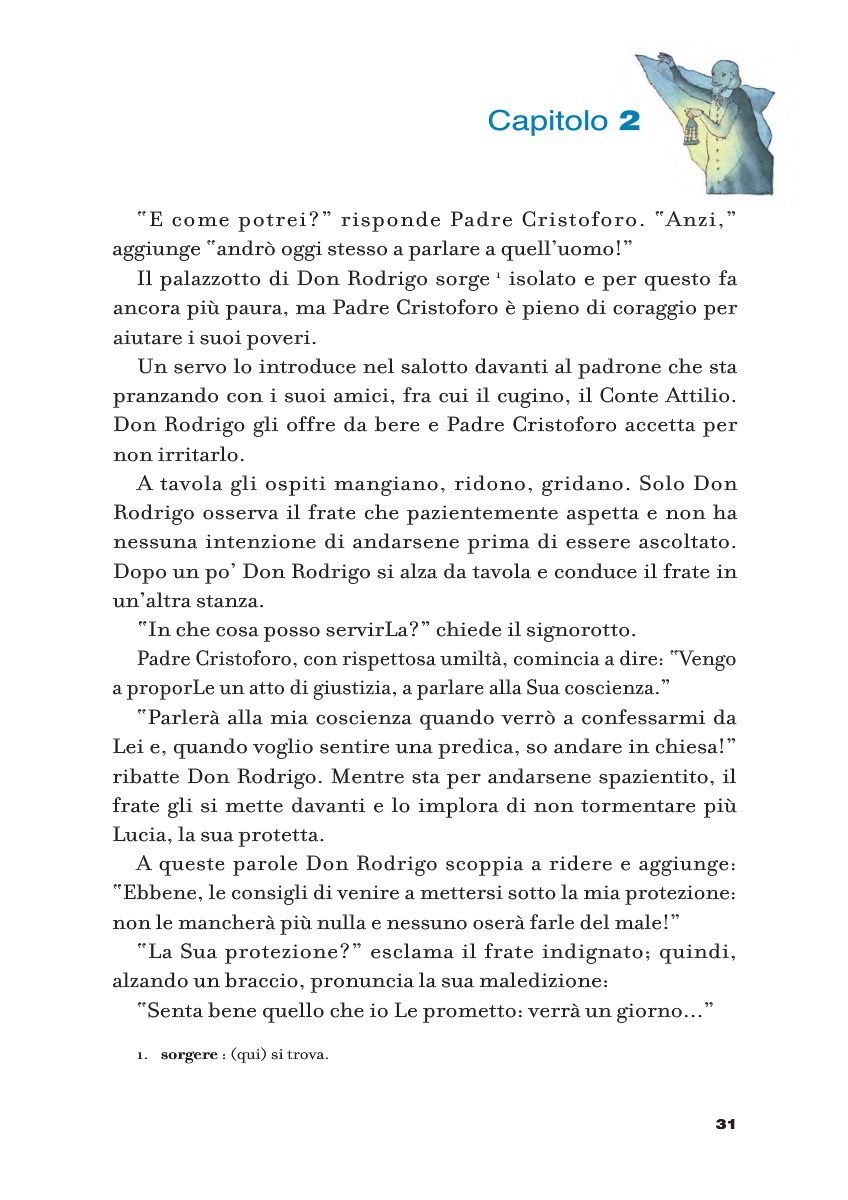 Capitolo 2
"E come potrei?" risponde Padre Cristoforo. "Anzi,"
aggiunge "andrò oggi stesso a parlare a quell'uomo!"
Il palazzotto di Don Rodrigo sorge ¹ isolato e per questo fa
ancora più paura, ma Padre Cristoforo è pieno di coraggio per
aiutare i suoi poveri.
Un servo lo introduce nel salotto davanti al padrone che sta
pranzando con i suoi amici, fra cui il cugino, il Conte Attilio.
Don Rodrigo gli offre da bere e Padre Cristoforo accetta per
non irritarlo.
A tavola gli ospiti mangiano, ridono, gridano. Solo Don
Rodrigo osserva il frate che pazientemente aspetta e non ha
nessuna intenzione di andarsene prima di essere ascoltato.
Dopo un po' Don Rodrigo si alza da tavola e conduce il frate in
un'altra stanza.
"In che cosa posso servirLa?" chiede il signorotto.
Padre Cristoforo, con rispettosa umiltà, comincia a dire: "Vengo
a proporLe un atto di giustizia, a parlare alla Sua coscienza."
"Parlerà alla mia coscienza quando verrò a confessarmi da
Lei e, quando voglio sentire una predica, so andare in chiesa!"
ribatte Don Rodrigo. Mentre sta per andarsene spazientito, il
frate gli si mette davanti e lo implora di non tormentare più
Lucia, la sua protetta.
A queste parole Don Rodrigo scoppia a ridere e aggiunge:
"Ebbene, le consigli di venire a mettersi sotto la mia protezione:
non le mancherà più nulla e nessuno oserà farle del male!"
"La Sua protezione?" esclama il frate indignato; quindi,
alzando un braccio, pronuncia la sua maledizione:
"Senta bene quello che io Le prometto: verrà un giorno..."
1. sorgere : (qui) si trova.
31